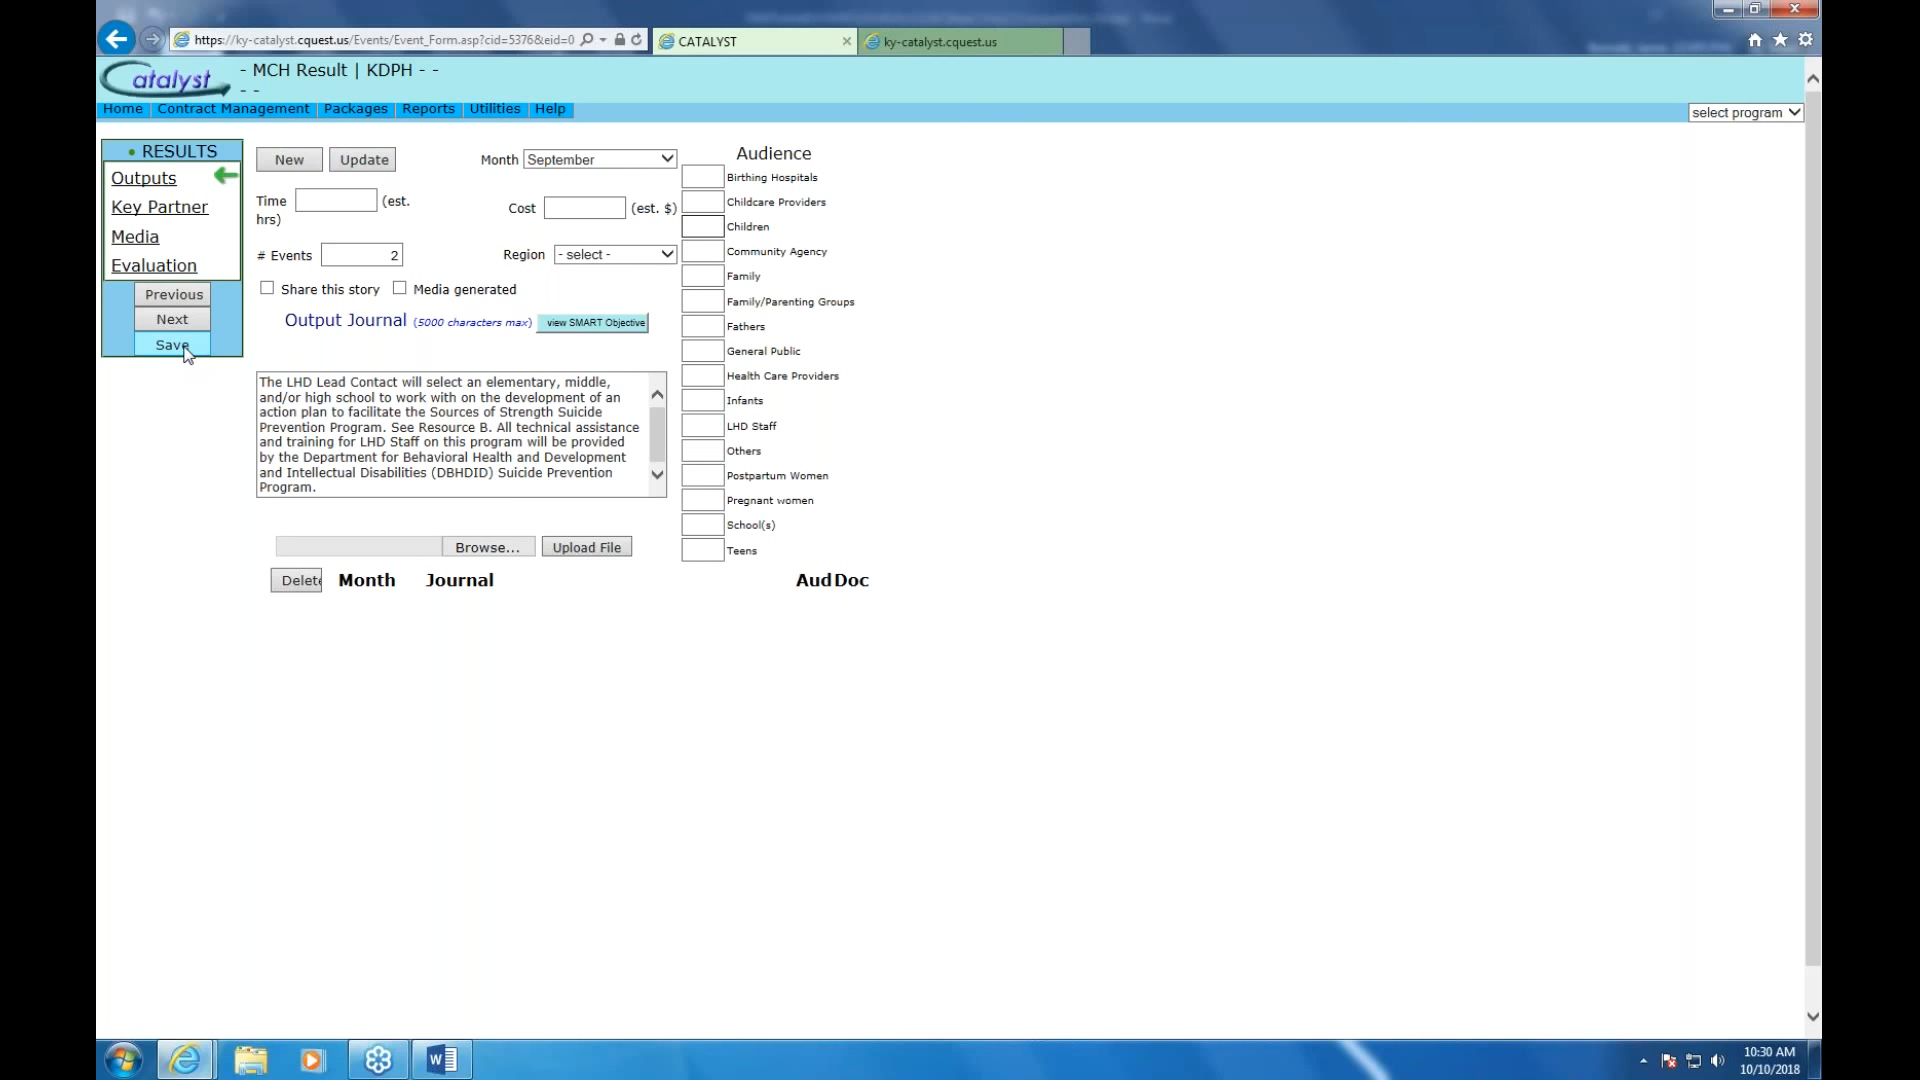 https://ky-catalyst.cquest.us/Events/Event_Form.asp?cid=5376&eid=0
CATALYST
ky-catalyst.cquest.us
Catalyst
- MCH Result | KDPH - -
- -
Home
Contract Management
Packages
Reports
Utilities
Help
select program
RESULTS
Outputs
Key Partner
Media
Evaluation
Previous
Next
Save
New
Update
Month
September
Time
(est.
hrs)
Cost
(est. $)
# Events
2
Region
- select -
Share this story
Media generated
Output Journal (5000 characters max)
view SMART Objective
The LHD Lead Contact will select an elementary, middle,
and/or high school to work with on the development of an
action plan to facilitate the Sources of Strength Suicide
Prevention Program. See Resource B. All technical assistance
and training for LHD Staff on this program will be provided
by the Department for Behavioral Health and Development
and Intellectual Disabilities (DBHDID) Suicide Prevention
Program.
Browse...
Upload File
Delete
Month
Journal
Aud
Doc
Audience
Birthing Hospitals
Childcare Providers
Children
Community Agency
Family
Family/Parenting Groups
Fathers
General Public
Health Care Providers
Infants
LHD Staff
Others
Postpartum Women
Pregnant women
School(s)
Teens
10:30 AM
10/10/2018